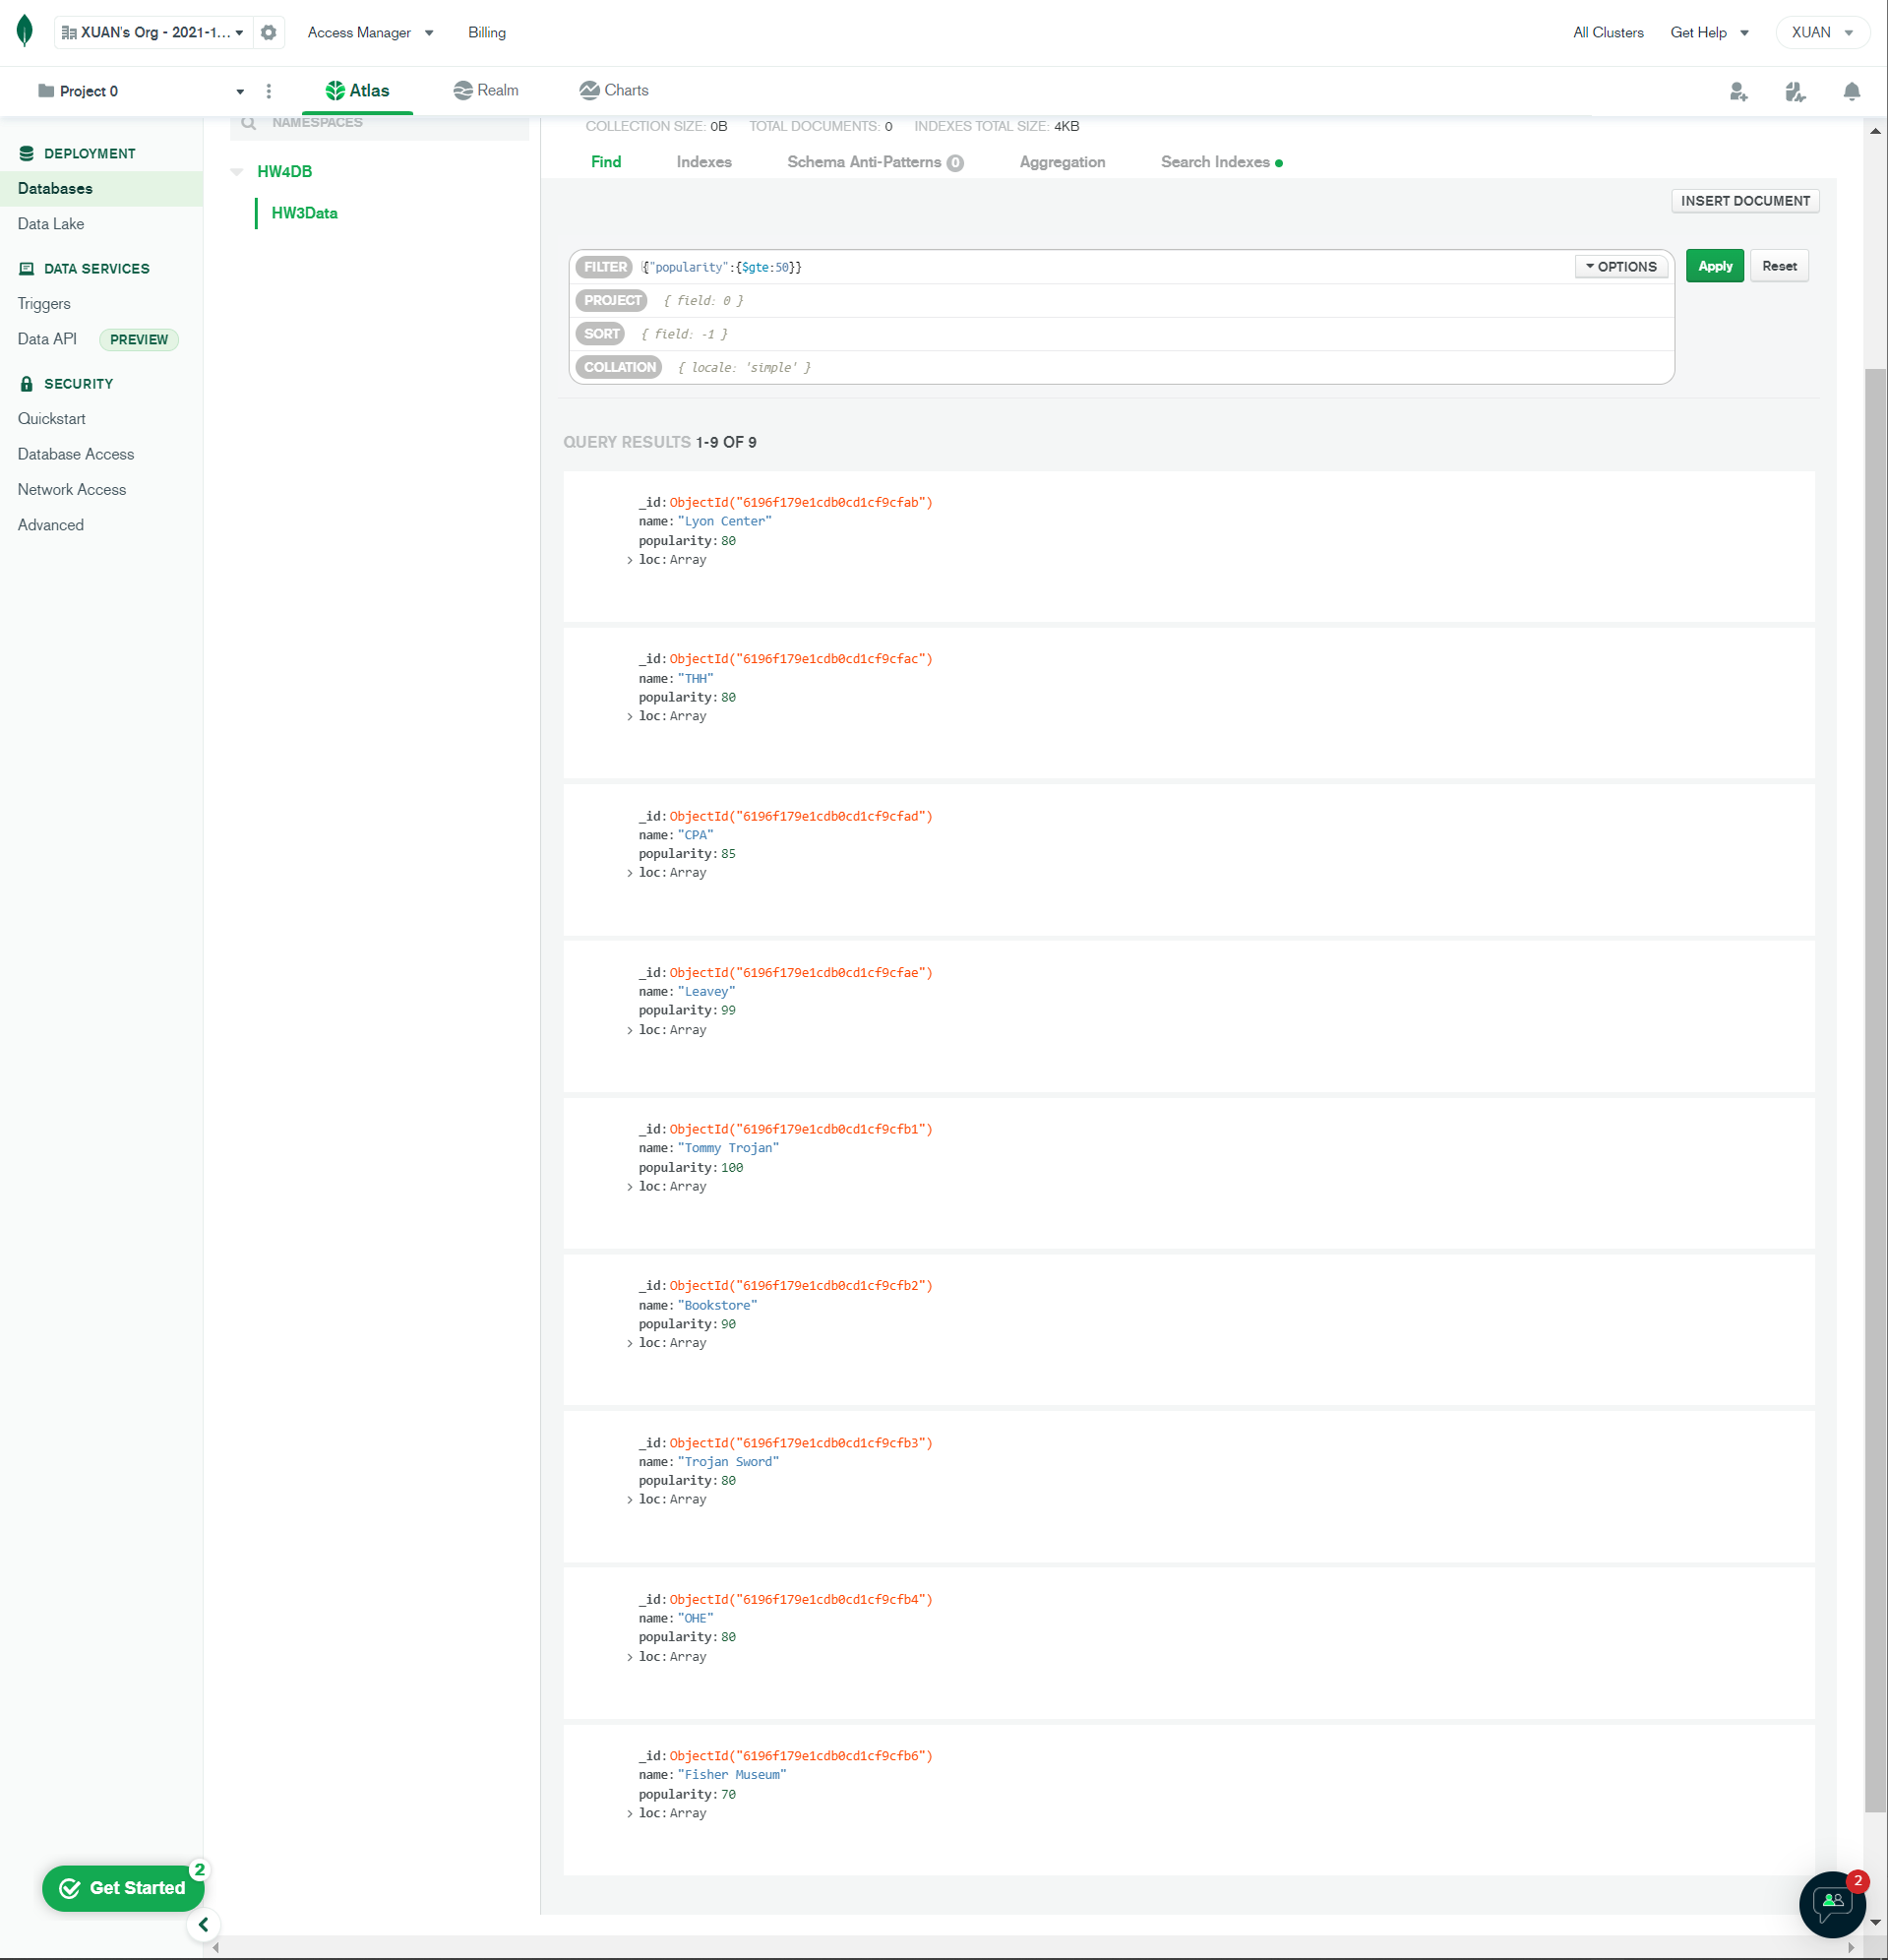 XUAN's Org - 2021-1...
Access Manager
Billing
All Clusters
Get Help
XUAN
Project 0
Atlas
Realm
Charts
DEPLOYMENT
Databases
Data Lake
DATA SERVICES
Triggers
Data API PREVIEW
SECURITY
Quickstart
Database Access
Network Access
Advanced
NAMESPACES
HW4DB
HW3Data
COLLECTION SIZE: 0B TOTAL DOCUMENTS: 0 INDEXES TOTAL SIZE: 4KB
Find Indexes Schema Anti-Patterns 0 Aggregation Search Indexes
INSERT DOCUMENT
FILTER {"popularity":{$gte:50}} OPTIONS Apply Reset
PROJECT { field: 0 }
SORT { field: -1 }
COLLATION { locale: 'simple' }
QUERY RESULTS 1-9 OF 9
_id:ObjectId("6196f179e1cdb0cd1cf9cfab")
name:"Lyon Center"
popularity:80
loc:Array
_id:ObjectId("6196f179e1cdb0cd1cf9cfac")
name:"THH"
popularity:80
loc:Array
_id:ObjectId("6196f179e1cdb0cd1cf9cfad")
name:"CPA"
popularity:85
loc:Array
_id:ObjectId("6196f179e1cdb0cd1cf9cfae")
name:"Leavey"
popularity:99
loc:Array
_id:ObjectId("6196f179e1cdb0cd1cf9cfb1")
name:"Tommy Trojan"
popularity:100
loc:Array
_id:ObjectId("6196f179e1cdb0cd1cf9cfb2")
name:"Bookstore"
popularity:90
loc:Array
_id:ObjectId("6196f179e1cdb0cd1cf9cfb3")
name:"Trojan Sword"
popularity:80
loc:Array
_id:ObjectId("6196f179e1cdb0cd1cf9cfb4")
name:"OHE"
popularity:80
loc:Array
_id:ObjectId("6196f179e1cdb0cd1cf9cfb6")
name:"Fisher Museum"
popularity:70
loc:Array
Get Started 2
2